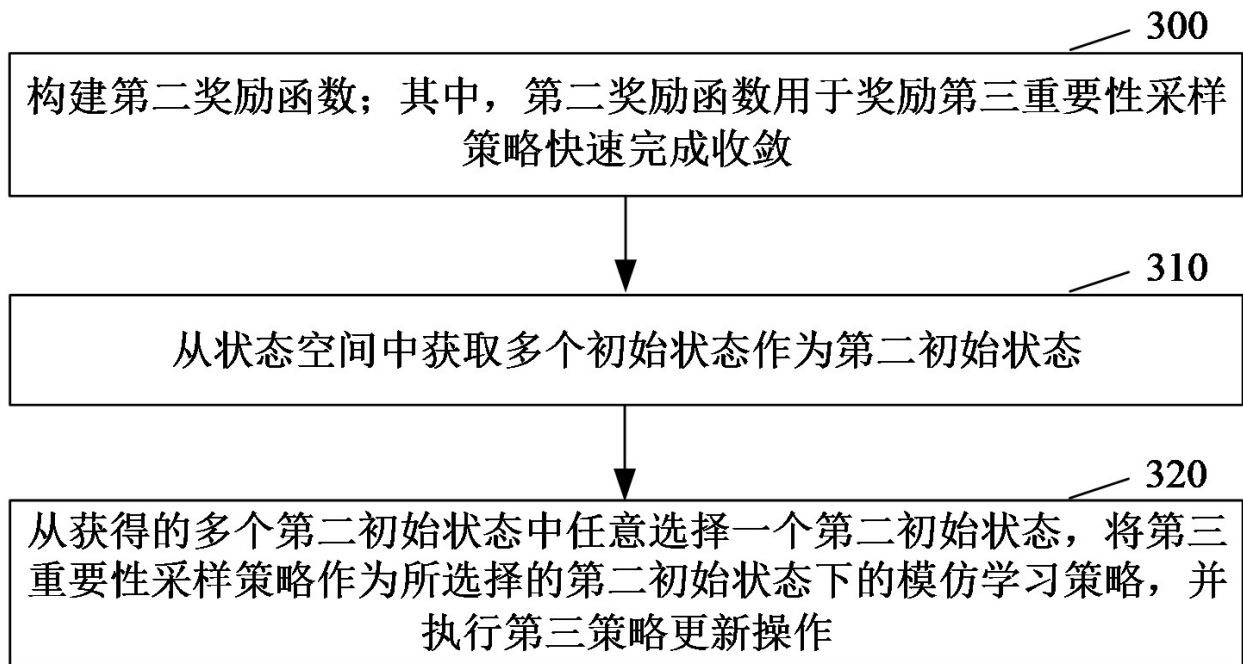 300
构建第二奖励函数；其中，第二奖励函数用于奖励第三重要性采样
策略快速完成收敛
310
从状态空间中获取多个初始状态作为第二初始状态
320
从获得的多个第二初始状态中任意选择一个第二初始状态，将第三
重要性采样策略作为所选择的第二初始状态下的模仿学习策略，并
执行第三策略更新操作